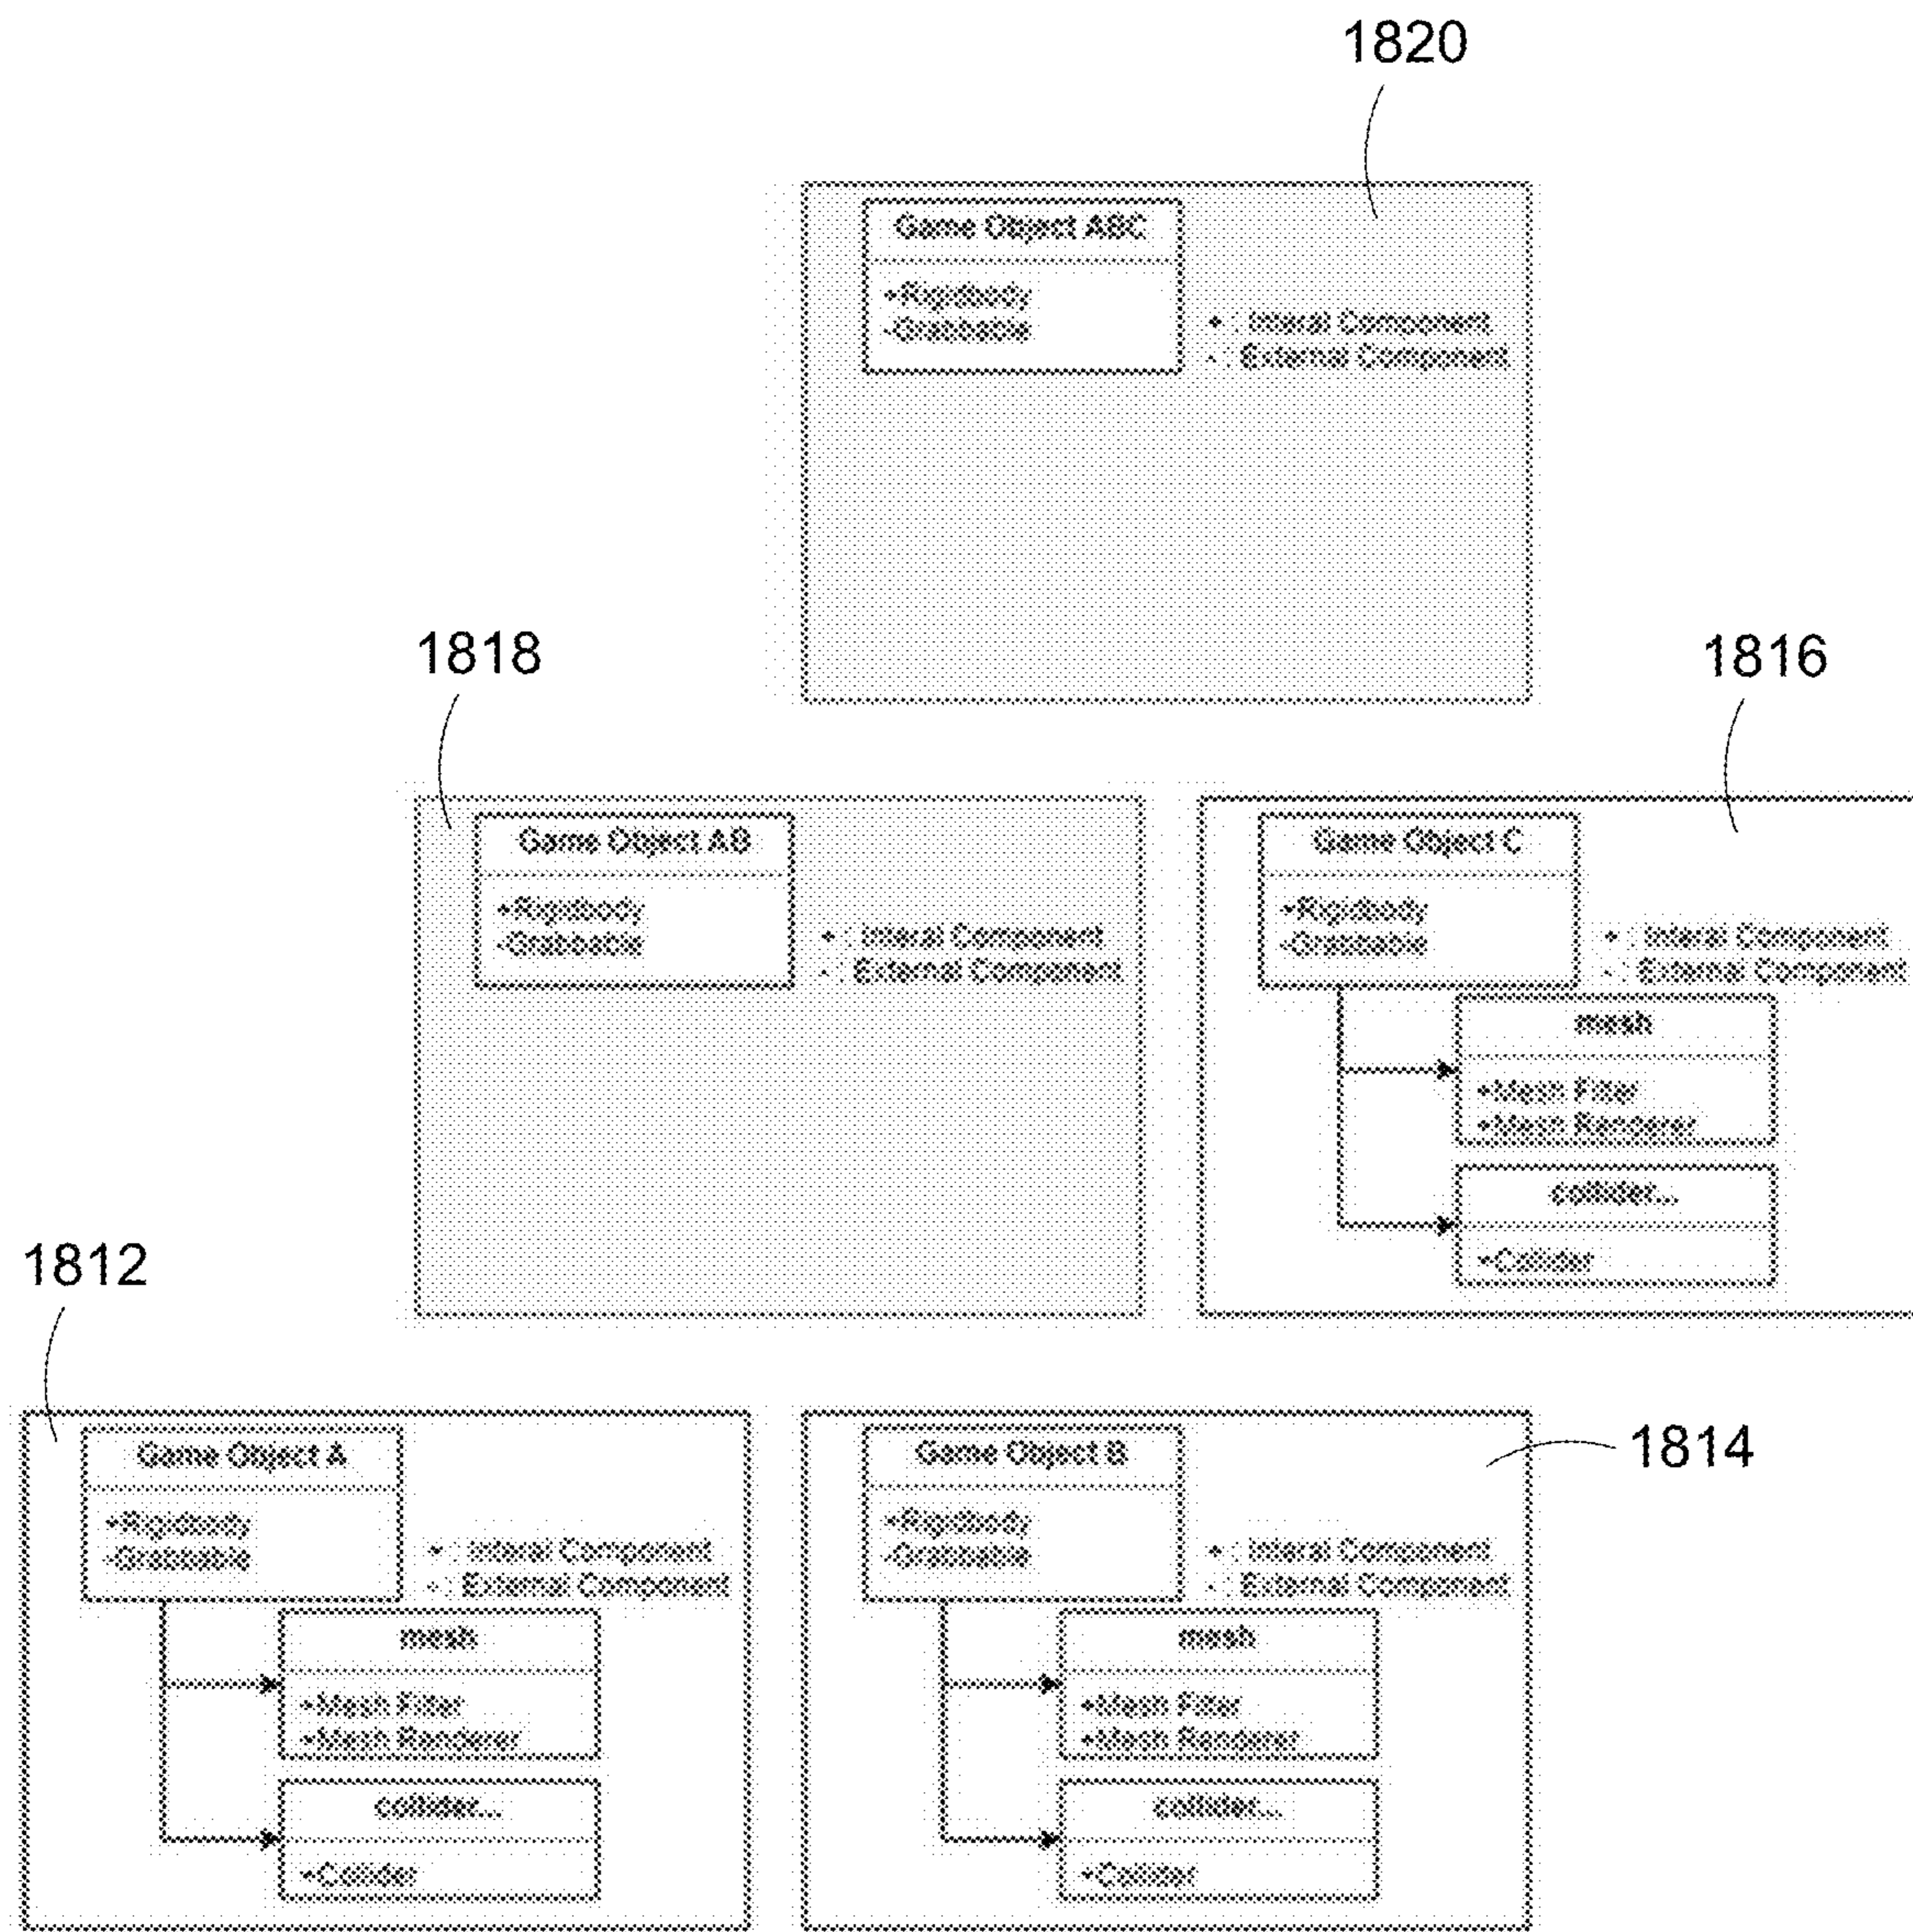 1820
Game Object ABC
+Rigidbody
-Grabbable
+ : Interal Component
- : External Component
1818
1816
Game Object AB
+Rigidbody
-Grabbable
+ : Interal Component
- : External Component
Game Object C
+Rigidbody
-Grabbable
+ : Interal Component
- : External Component
mesh
+Mesh Filter
+Mesh Renderer
collider...
+Collider
1812
Game Object A
+Rigidbody
-Grabbable
+ : Interal Component
- : External Component
mesh
+Mesh Filter
+Mesh Renderer
collider...
+Collider
Game Object B
1814
+Rigidbody
-Grabbable
+ : Interal Component
- : External Component
mesh
+Mesh Filter
+Mesh Renderer
collider...
+Collider